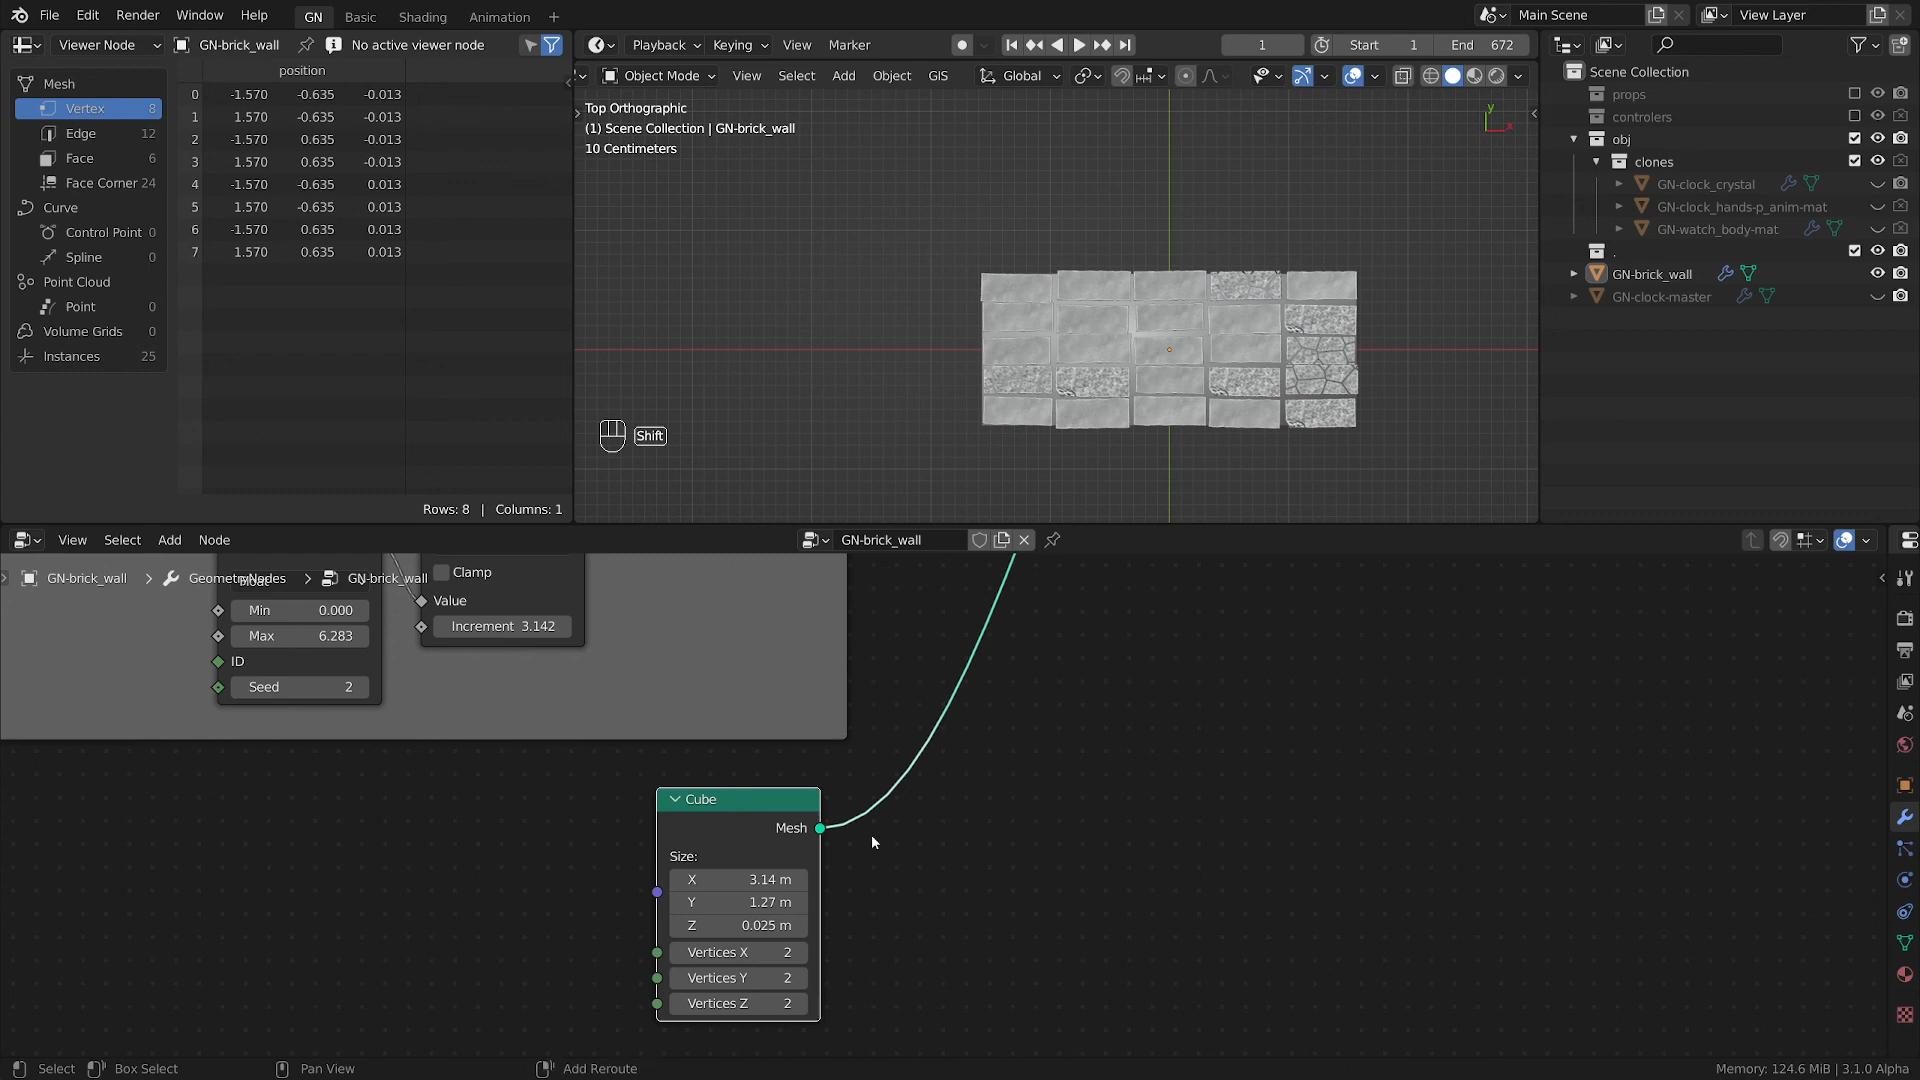 File Edit Render Window Help GN Basic Shading Animation + Main Scene View Layer
Viewer Node GN-brick_wall No active viewer node
Playback Keying View Marker 1 Start 1 End 672
Object Mode View Select Add Object GIS Global
position
Mesh
Vertex 8
Edge 12
Face 6
Face Corner 24
Curve
Control Point 0
Spline 0
Point Cloud
Point 0
Volume Grids 0
Instances 25
0 -1.570 -0.635 -0.013
1 1.570 -0.635 -0.013
2 -1.570 0.635 -0.013
3 1.570 0.635 -0.013
4 -1.570 -0.635 0.013
5 1.570 -0.635 0.013
6 -1.570 0.635 0.013
7 1.570 0.635 0.013
Rows: 8 | Columns: 1
Top Orthographic
(1) Scene Collection | GN-brick_wall
10 Centimeters
y
x
Shift
Scene Collection
props
controlers
obj
clones
GN-clock_crystal
GN-clock_hands-p_anim-mat
GN-watch_body-mat
.
GN-brick_wall
GN-clock-master
View Select Add Node GN-brick_wall
GN-brick_wall > GeometryNodes > GN-brick_wall
Float
Min 0.000
Max 6.283
ID
Seed 2
Clamp
Value
Increment 3.142
Cube
Mesh
Size:
X 3.14 m
Y 1.27 m
Z 0.025 m
Vertices X 2
Vertices Y 2
Vertices Z 2
Select Box Select Pan View Add Reroute Memory: 124.6 MiB | 3.1.0 Alpha